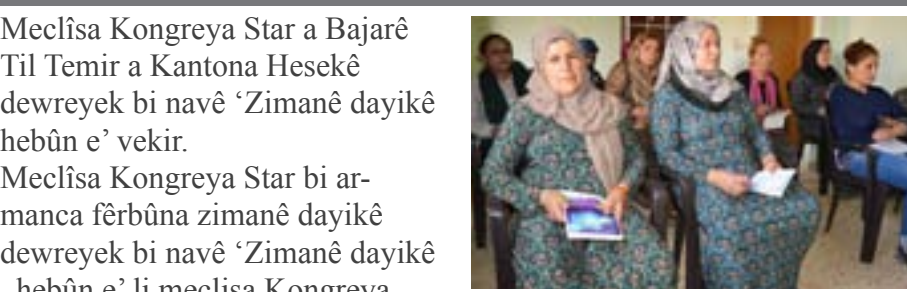 Meclîsa Kongreya Star a Bajarê
Til Temir a Kantona Hesekê
dewreyek bi navê ‘Zimanê dayikê
hebûn e’ vekir.
Meclîsa Kongreya Star bi ar-
manca fêrbûna zimanê dayikê
dewreyek bi navê ‘Zimanê dayikê
hebûn e’ li meclisa Kongreya